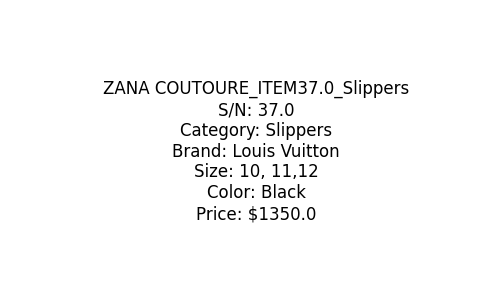 ZANA COUTOURE_ITEM37.0_Slippers
S/N: 37.0
Category: Slippers
Brand: Louis Vuitton
Size: 10, 11,12
Color: Black
Price: $1350.0